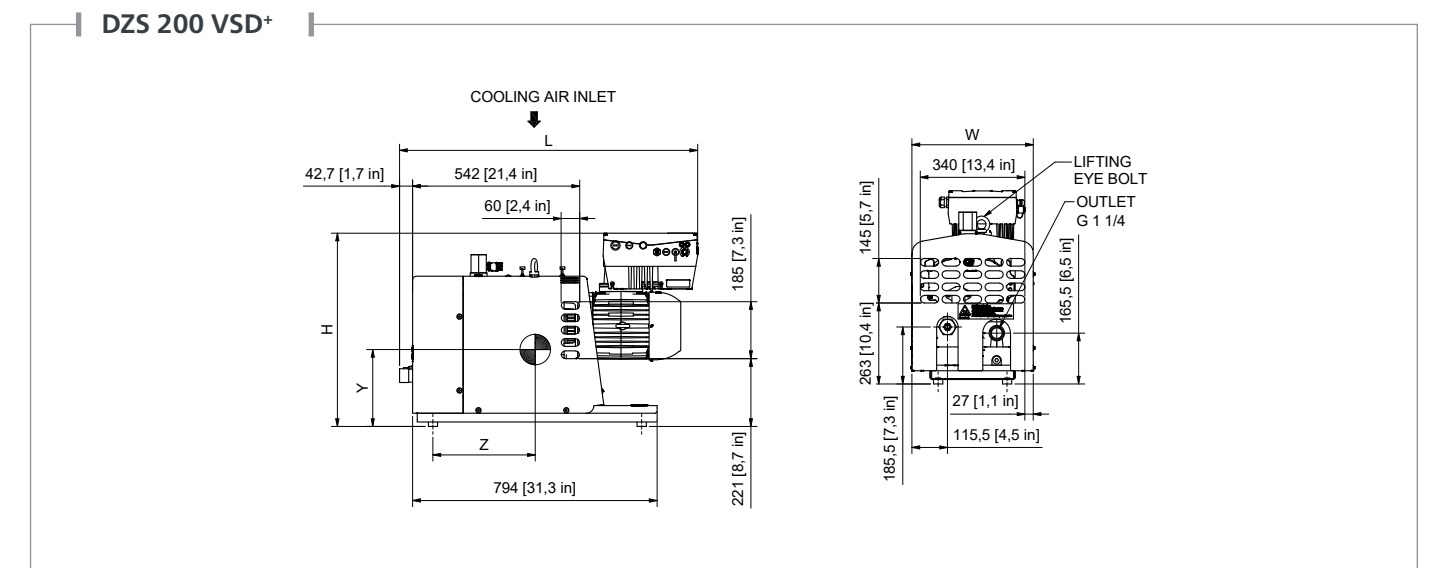 DZS 200 VSD+
COOLING AIR INLET
L
42,7 [1,7 in]
542 [21,4 in]
60 [2,4 in]
185 [7,3 in]
H
Y
Z
221 [8,7 in]
794 [31,3 in]
W
340 [13,4 in]
LIFTING
EYE BOLT
OUTLET
G 1 1/4
145 [5,7 in]
165,5 [6,5 in]
263 [10,4 in]
27 [1,1 in]
185,5 [7,3 in]
115,5 [4,5 in]